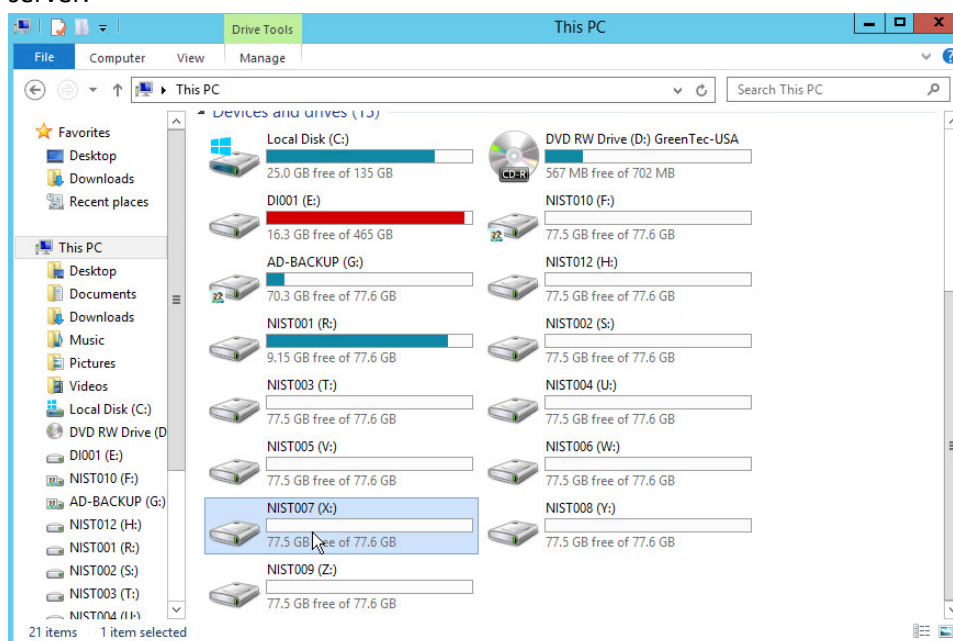 server.
This PC
Drive Tools
File Computer View Manage
This PC
Search This PC
Favorites
Desktop
Downloads
Recent places
This PC
Desktop
Documents
Downloads
Music
Pictures
Videos
Local Disk (C:)
DVD RW Drive (D
DI001 (E:)
NIST010 (F:)
AD-BACKUP (G:)
NIST012 (H:)
NIST001 (R:)
NIST002 (S:)
NIST003 (T:)
NIST004 (U:)
Devices and drives (15)
Local Disk (C:)
25.0 GB free of 135 GB
DVD RW Drive (D:) GreenTec-USA
CD-R
567 MB free of 702 MB
DI001 (E:)
16.3 GB free of 465 GB
NIST010 (F:)
77.5 GB free of 77.6 GB
AD-BACKUP (G:)
70.3 GB free of 77.6 GB
NIST012 (H:)
77.5 GB free of 77.6 GB
NIST001 (R:)
9.15 GB free of 77.6 GB
NIST002 (S:)
77.5 GB free of 77.6 GB
NIST003 (T:)
77.5 GB free of 77.6 GB
NIST004 (U:)
77.5 GB free of 77.6 GB
NIST005 (V:)
77.5 GB free of 77.6 GB
NIST006 (W:)
77.5 GB free of 77.6 GB
NIST007 (X:)
77.5 GB free of 77.6 GB
NIST008 (Y:)
77.5 GB free of 77.6 GB
NIST009 (Z:)
77.5 GB free of 77.6 GB
21 items 1 item selected